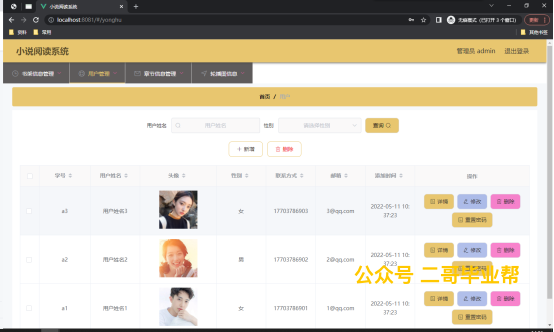 小说阅读系统
localhost:8081/#/yonghu
无痕模式 (已打开 3 个窗口)
更新
资料 常用
其他书签
小说阅读系统
管理员 admin 退出登录
书籍信息管理 用户管理 章节信息管理 轮播图信息
首页 / 用户
用户姓名 用户姓名 性别 请选择性别 查询
+ 新增 删除
学号 用户姓名 头像 性别 联系方式 邮箱 添加时间 操作
a3 用户姓名3 女 17703786903 3@qq.com 2022-05-11 10:37:23 详情 修改 删除
重置密码
a2 用户姓名2 男 17703786902 2@qq.com 2022-05-11 10:37:23 详情 修改 删除
公众号 二哥毕业帮
a1 用户姓名1 女 17703786901 1@qq.com 2022-05-11 10:37:23 详情 修改 删除
重置密码